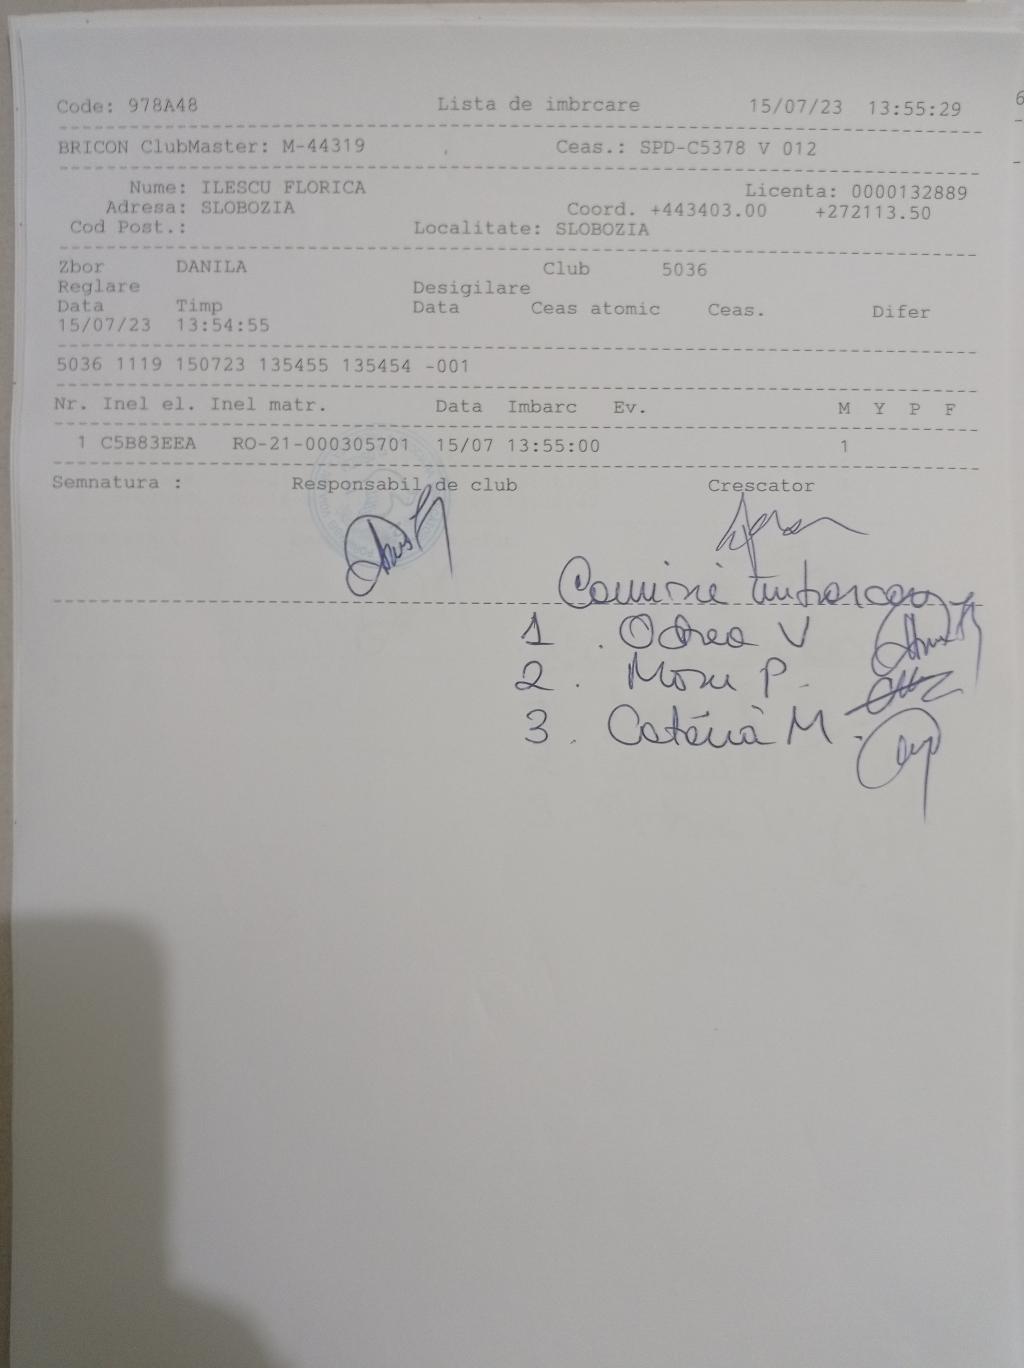 Code: 978A48 Lista de imbrcare 15/07/23 13:55:29
BRICON ClubMaster: M-44319 Ceas.: SPD-C5378 V 012
Nume: ILESCU FLORICA Licenta: 0000132889
Adresa: SLOBOZIA Coord. +443403.00 +272113.50
Cod Post.: Localitate: SLOBOZIA
Zbor DANILA Club 5036
Reglare Desigilare
Data Timp Data Ceas atomic Ceas. Difer
15/07/23 13:54:55
5036 1119 150723 135455 135454 -001
Nr. Inel el. Inel matr. Data Imbarc Ev. M Y P F
1 C5B83EEA RO-21-000305701 15/07 13:55:00 1
Semnatura : Responsabil de club Crescator
1.
2.
3. M.